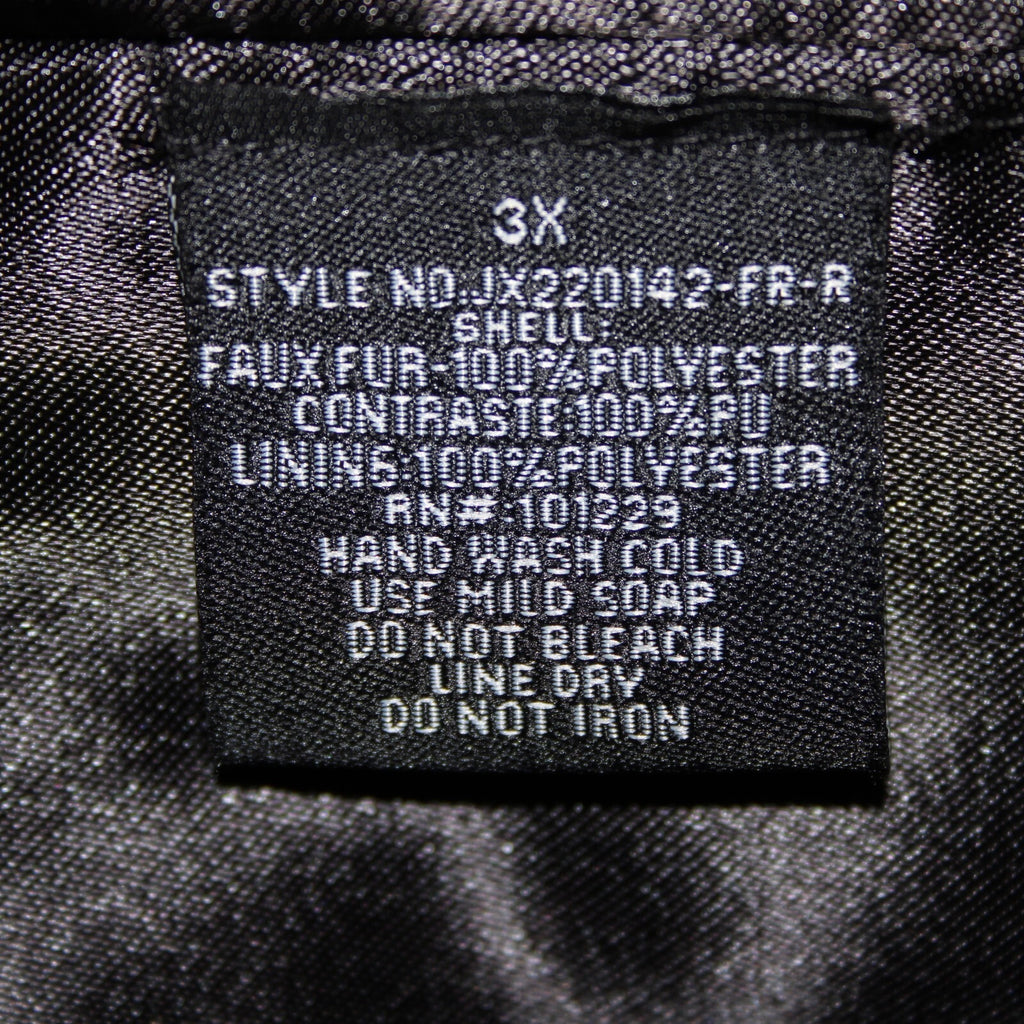 3X
STYLE NO.JX220142-FR-R
SHELL:
FAUX FUR-100%POLYESTER
CONTRASTE:100%PU
LINING:100%POLYESTER
RN#:101229
HAND WASH COLD
USE MILD SOAP
DO NOT BLEACH
LINE DRY
DO NOT IRON